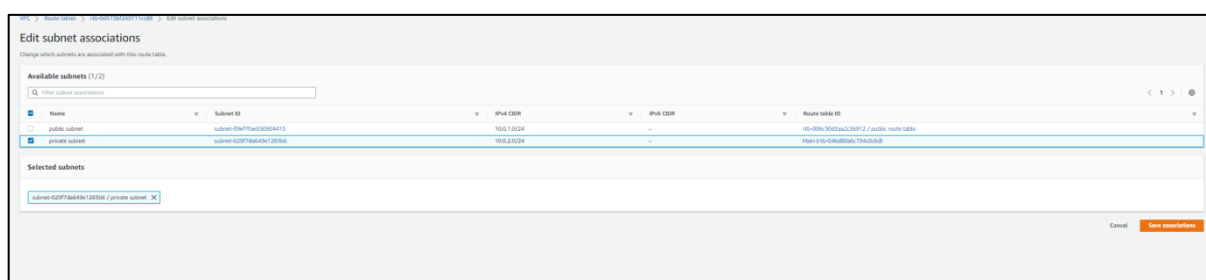 VPC > Route tables > rtb-0d573bf249711cc86 > Edit subnet associations
Edit subnet associations
Change which subnets are associated with this route table.
Available subnets (1/2)
Filter subnet associations
< 1 >
Name Subnet ID IPv4 CIDR IPv6 CIDR Route table ID
public subnet subnet-09ef7fae550504413 10.0.1.0/24 – rtb-006c30d3aa2c36912 / public route table
private subnet subnet-029f7da649e1285b6 10.0.2.0/24 – Main (rtb-046d80a6c794c0c6d)
Selected subnets
subnet-029f7da649e1285b6 / private subnet X
Cancel Save associations